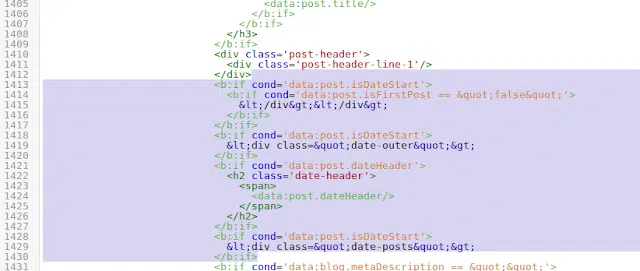 1405 <data:post.title/>
1406 </b:if>
1407 </b:if>
1408 </h3>
1409 </b:if>
1410 <div class='post-header'>
1411 <div class='post-header-line-1'/>
1412 </div>
1413 <b:if cond='data:post.isDateStart'>
1414 <b:if cond='data:post.isFirstPost == &quot;false&quot;'>
1415 &lt;/div&gt;&lt;/div&gt;
1416 </b:if>
1417 </b:if>
1418 <b:if cond='data:post.isDateStart'>
1419 &lt;div class=&quot;date-outer&quot;&gt;
1420 </b:if>
1421 <b:if cond='data:post.dateHeader'>
1422 <h2 class='date-header'>
1423 <span>
1424 <data:post.dateHeader/>
1425 </span>
1426 </h2>
1427 </b:if>
1428 <b:if cond='data:post.isDateStart'>
1429 &lt;div class=&quot;date-posts&quot;&gt;
1430 </b:if>
1431 <b:if cond='data:blog.metaDescription == &quot;&quot;'>